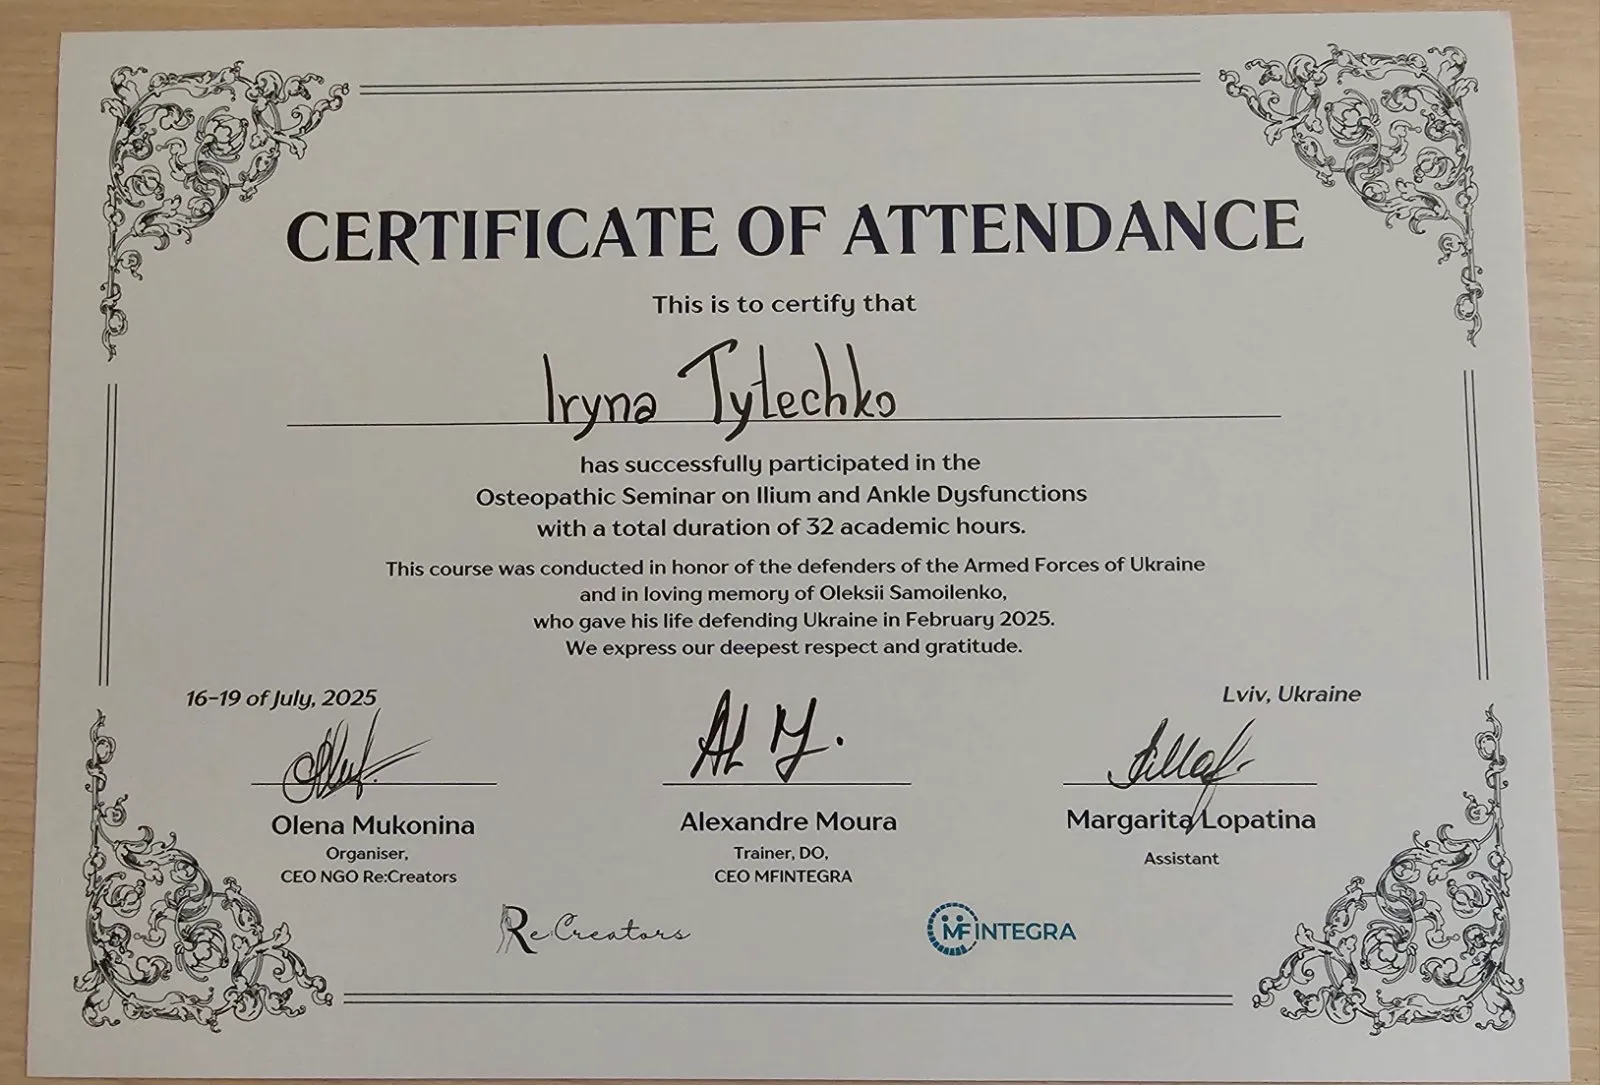 CERTIFICATE OF ATTENDANCE
This is to certify that
Iryna Tytechko
has successfully participated in the
Osteopathic Seminar on Ilium and Ankle Dysfunctions
with a total duration of 32 academic hours.
This course was conducted in honor of the defenders of the Armed Forces of Ukraine
and in loving memory of Oleksii Samoilenko,
who gave his life defending Ukraine in February 2025.
We express our deepest respect and gratitude.
16–19 of July, 2025
Lviv, Ukraine
Olena Mukonina
Organiser,
CEO NGO Re:Creators
Alexandre Moura
Trainer, DO,
CEO MFINTEGRA
Margarita Lopatina
Assistant
Re:Creators
MFINTEGRA